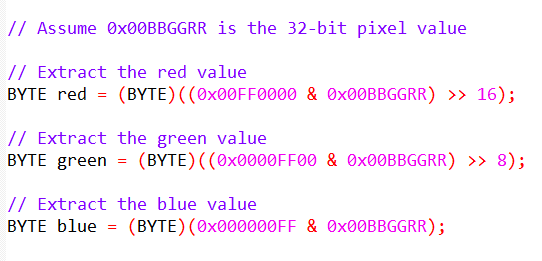 // Assume 0x00BBGGRR is the 32-bit pixel value
// Extract the red value
BYTE red = (BYTE)((0x00FF0000 & 0x00BBGGRR) >> 16);
// Extract the green value
BYTE green = (BYTE)((0x0000FF00 & 0x00BBGGRR) >> 8);
// Extract the blue value
BYTE blue = (BYTE)(0x000000FF & 0x00BBGGRR);